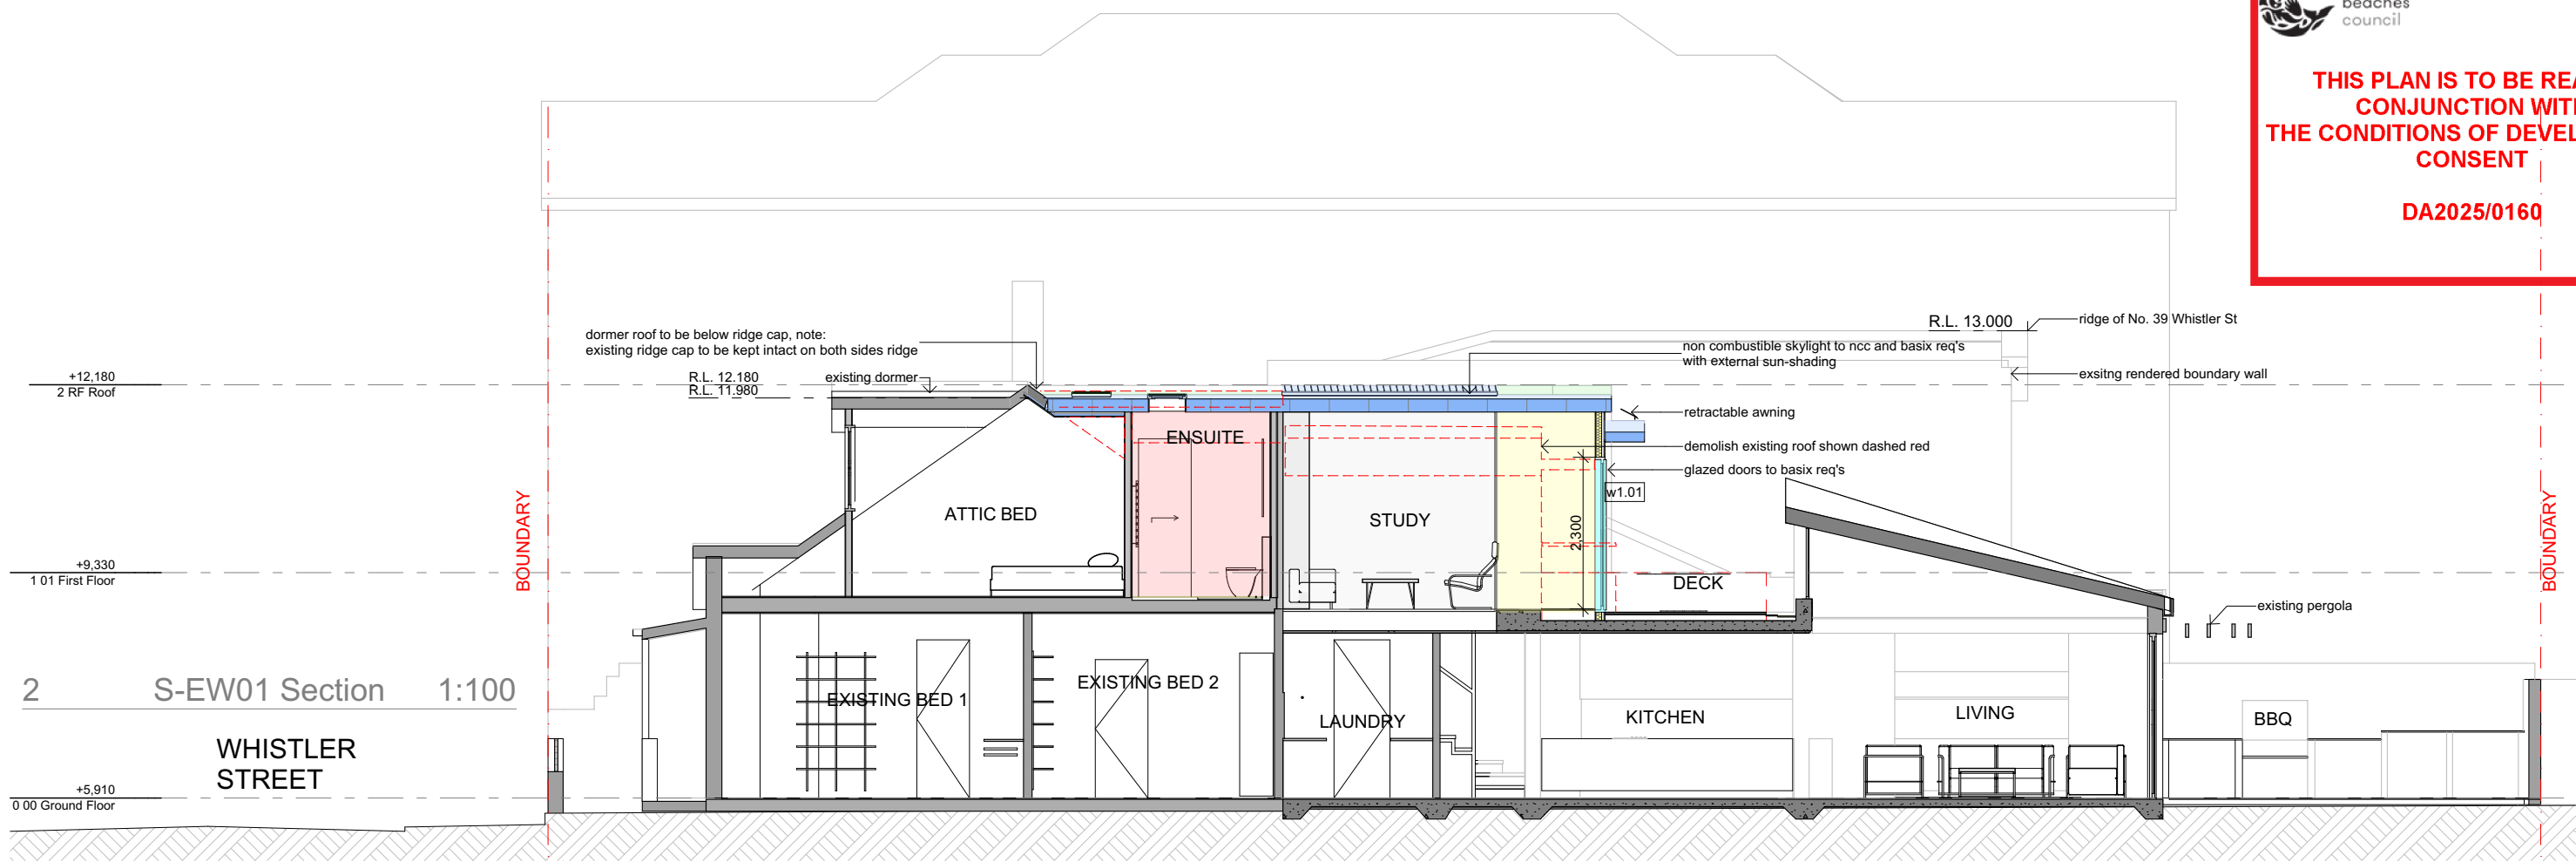 beaches
council
THIS PLAN IS TO BE REA
CONJUNCTION WIT
THE CONDITIONS OF DEVEL
CONSENT
DA2025/0160
R.L. 13.000
ridge of No. 39 Whistler St
dormer roof to be below ridge cap, note:
existing ridge cap to be kept intact on both sides ridge
non combustible skylight to ncc and basix req's
with external sun-shading
+12,180
2 RF Roof
R.L. 12.180
R.L. 11.980
existing dormer
exsitng rendered boundary wall
retractable awning
ENSUITE
demolish existing roof shown dashed red
glazed doors to basix req's
w1.01
ATTIC BED
STUDY
2,300
BOUNDARY
BOUNDARY
+9,330
1 01 First Floor
DECK
existing pergola
2 S-EW01 Section 1:100
EXISTING BED 1
EXISTING BED 2
LAUNDRY
KITCHEN
LIVING
BBQ
WHISTLER
STREET
+5,910
0 00 Ground Floor